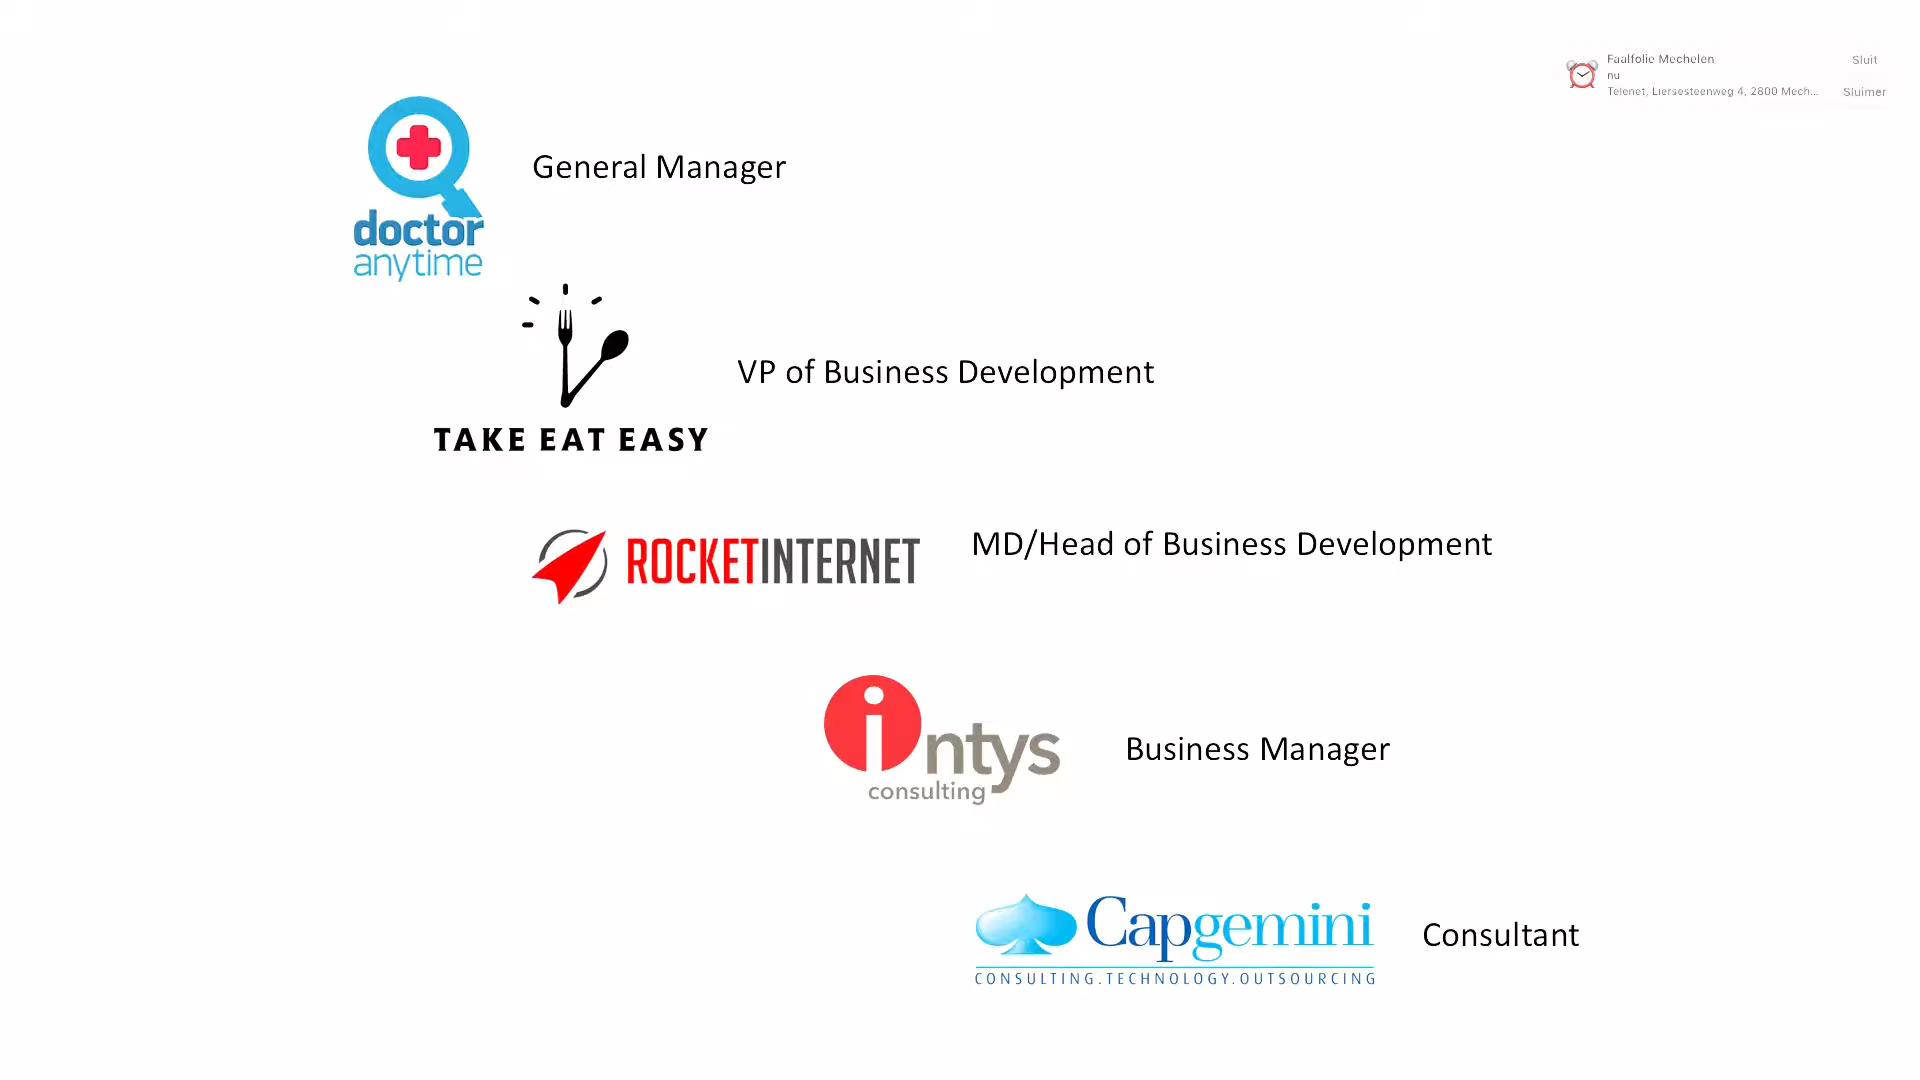 Faalfolie Mechelen
Sluit
nu
Telenet, Liersesteenweg 4, 2800 Mech...
Sluimer
doctor
anytime
General Manager
TAKE EAT EASY
VP of Business Development
ROCKETINTERNET
MD/Head of Business Development
intys
consulting
Business Manager
Capgemini
CONSULTING.TECHNOLOGY.OUTSOURCING
Consultant